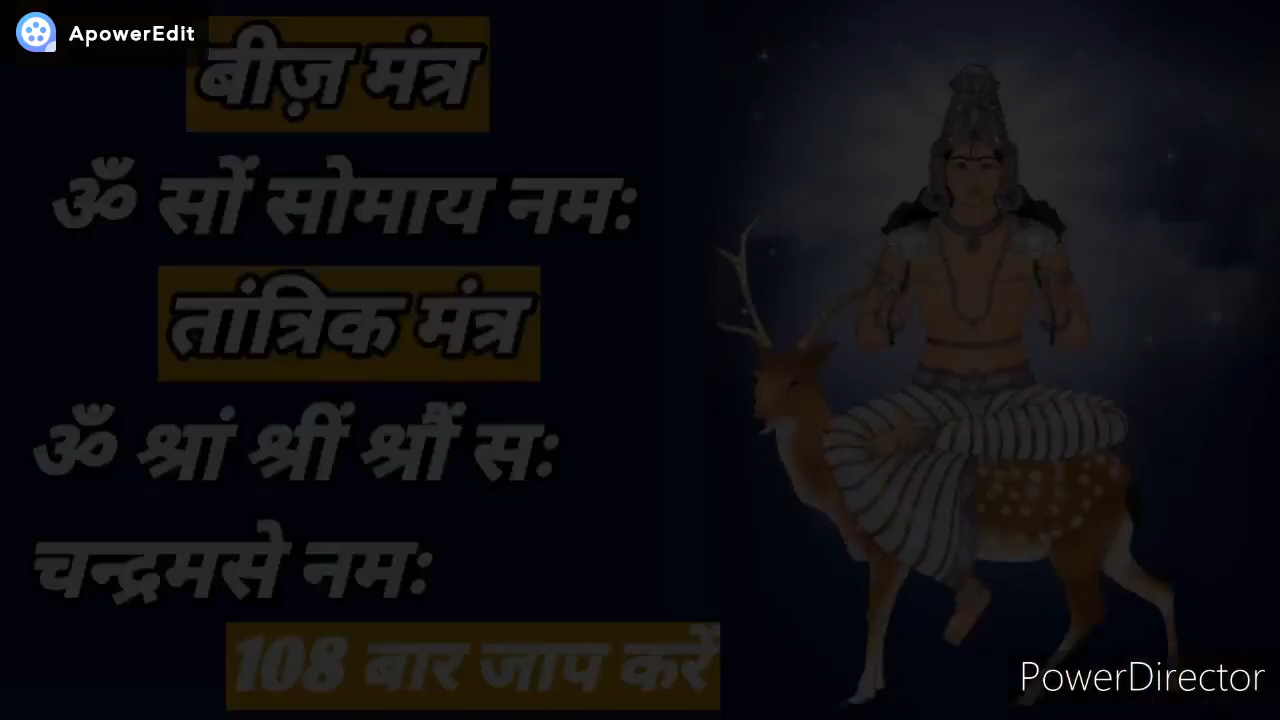 ApowerEdit
बीज़ मंत्र
ॐ सों सोमाय नमः
तांत्रिक मंत्र
ॐ श्रां श्रीं श्रौं सः
चन्द्रमसे नमः
108 बार जाप करें
PowerDirector